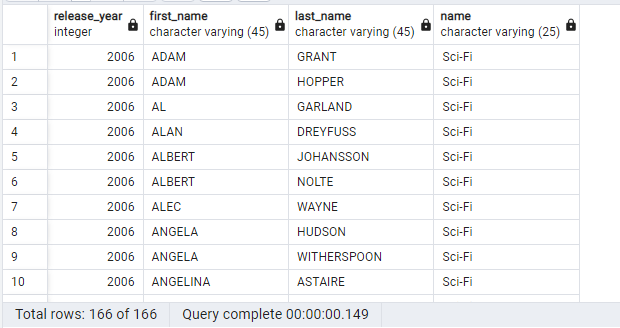 release_year first_name last_name name
integer character varying (45) character varying (45) character varying (25)
1 2006 ADAM GRANT Sci-Fi
2 2006 ADAM HOPPER Sci-Fi
3 2006 AL GARLAND Sci-Fi
4 2006 ALAN DREYFUSS Sci-Fi
5 2006 ALBERT JOHANSSON Sci-Fi
6 2006 ALBERT NOLTE Sci-Fi
7 2006 ALEC WAYNE Sci-Fi
8 2006 ANGELA HUDSON Sci-Fi
9 2006 ANGELA WITHERSPOON Sci-Fi
10 2006 ANGELINA ASTAIRE Sci-Fi
Total rows: 166 of 166 Query complete 00:00:00.149